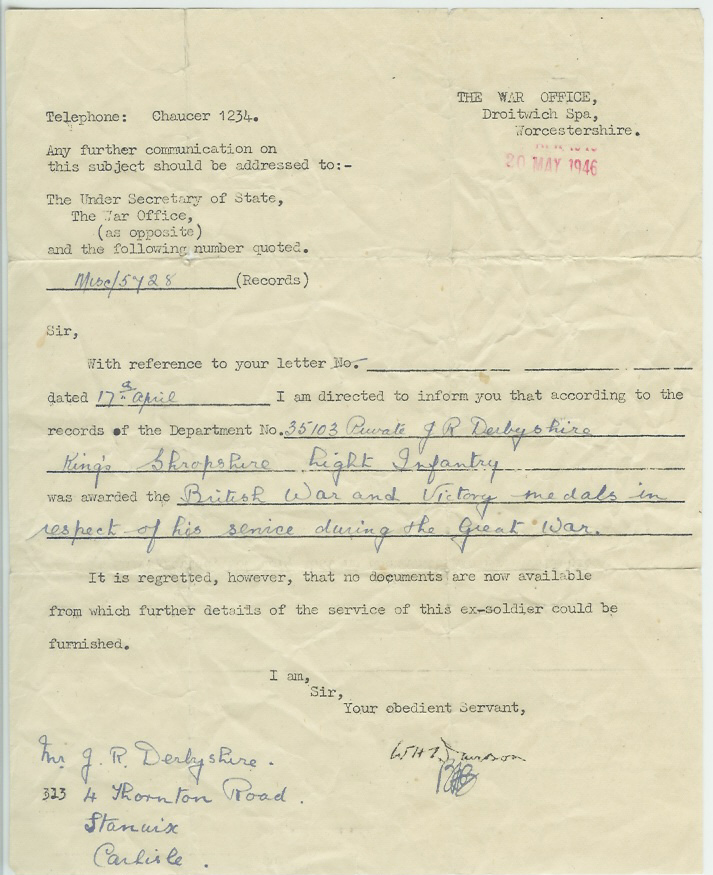 THE WAR OFFICE,
Droitwich Spa,
Worcestershire.
Telephone: Chaucer 1234.
20 MAY 1946
Any further communication on
this subject should be addressed to:-
The Under Secretary of State,
The War Office,
(as opposite)
and the following number quoted.
Misc/5728 (Records)
Sir,
With reference to your letter No.
dated 17th April I am directed to inform you that according to the
records of the Department No. 35103 Private J R Derbyshire
King's Shropshire Light Infantry
was awarded the British War and Victory medals in
respect of his service during the Great War.
It is regretted, however, that no documents are now available
from which further details of the service of this ex-soldier could be
furnished.
I am,
Sir,
Your obedient Servant,
Mr J. R. Derbyshire.
313 4 Thornton Road.
Stanwix
Carlisle.